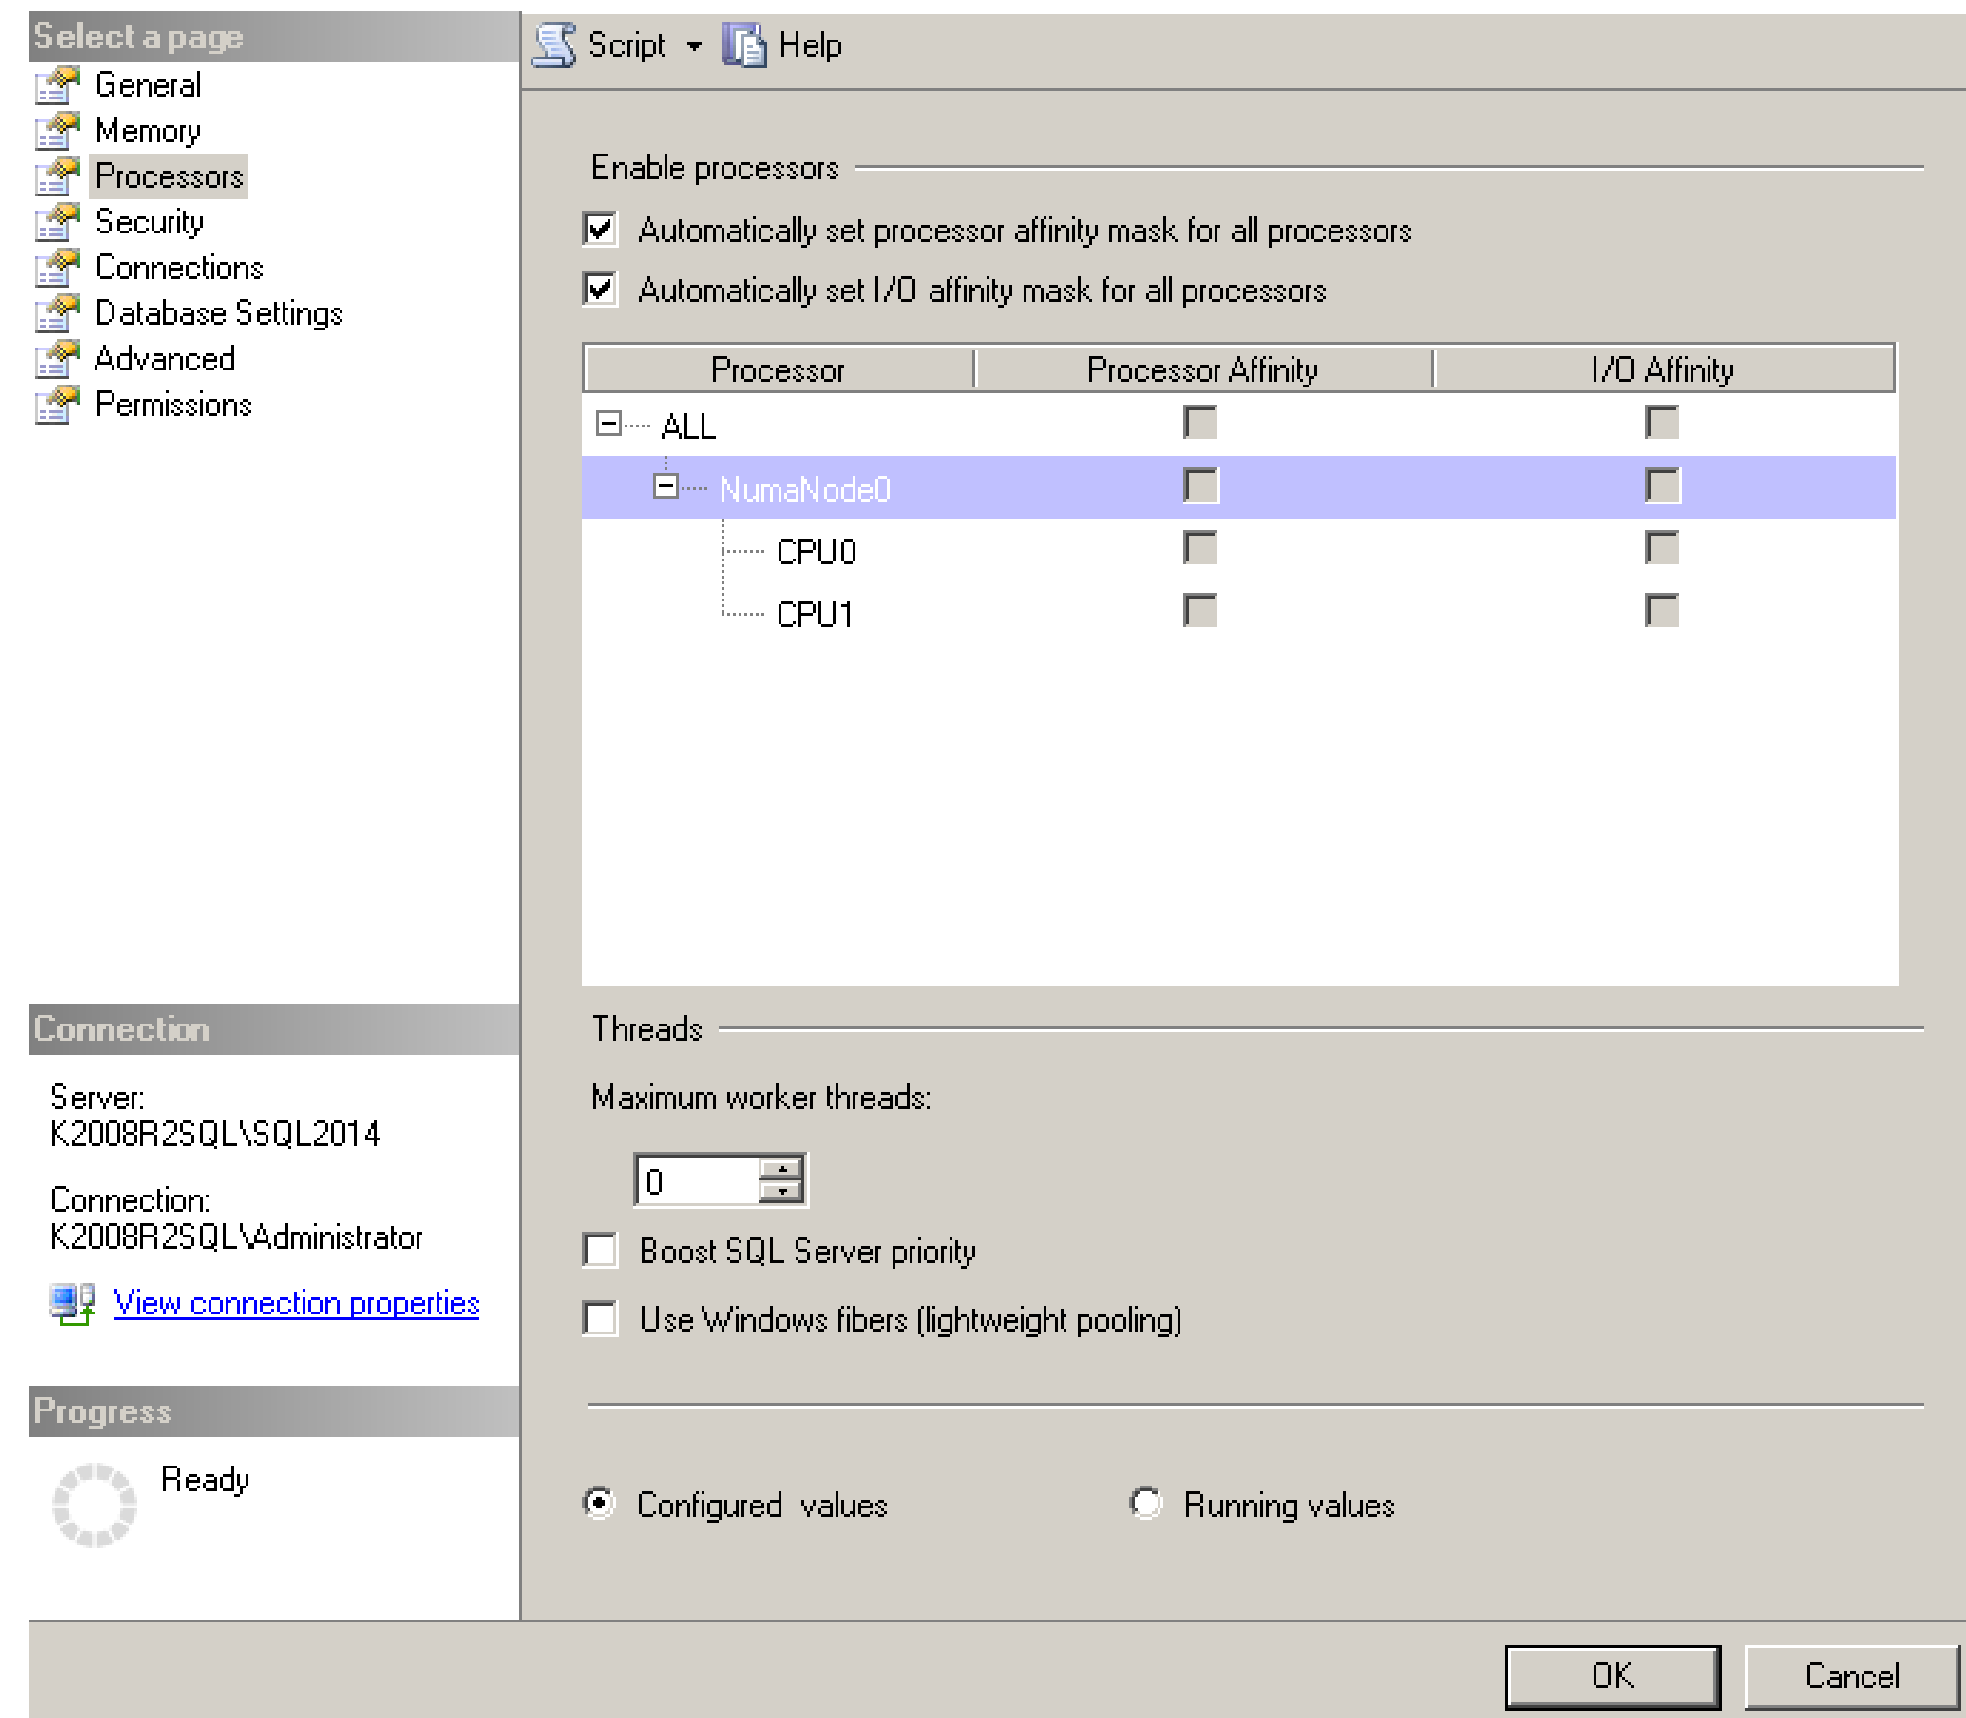 Select a page
General
Memory
Processors
Security
Connections
Database Settings
Advanced
Permissions
Connection
Server:
K2008R2SQL\SQL2014
Connection:
K2008R2SQL\Administrator
View connection properties
Progress
Ready
Script Help
Enable processors
Automatically set processor affinity mask for all processors
Automatically set I/O affinity mask for all processors
Processor Processor Affinity I/O Affinity
ALL
NumaNode0
CPU0
CPU1
Threads
Maximum worker threads:
0
Boost SQL Server priority
Use Windows fibers (lightweight pooling)
Configured values Running values
OK Cancel